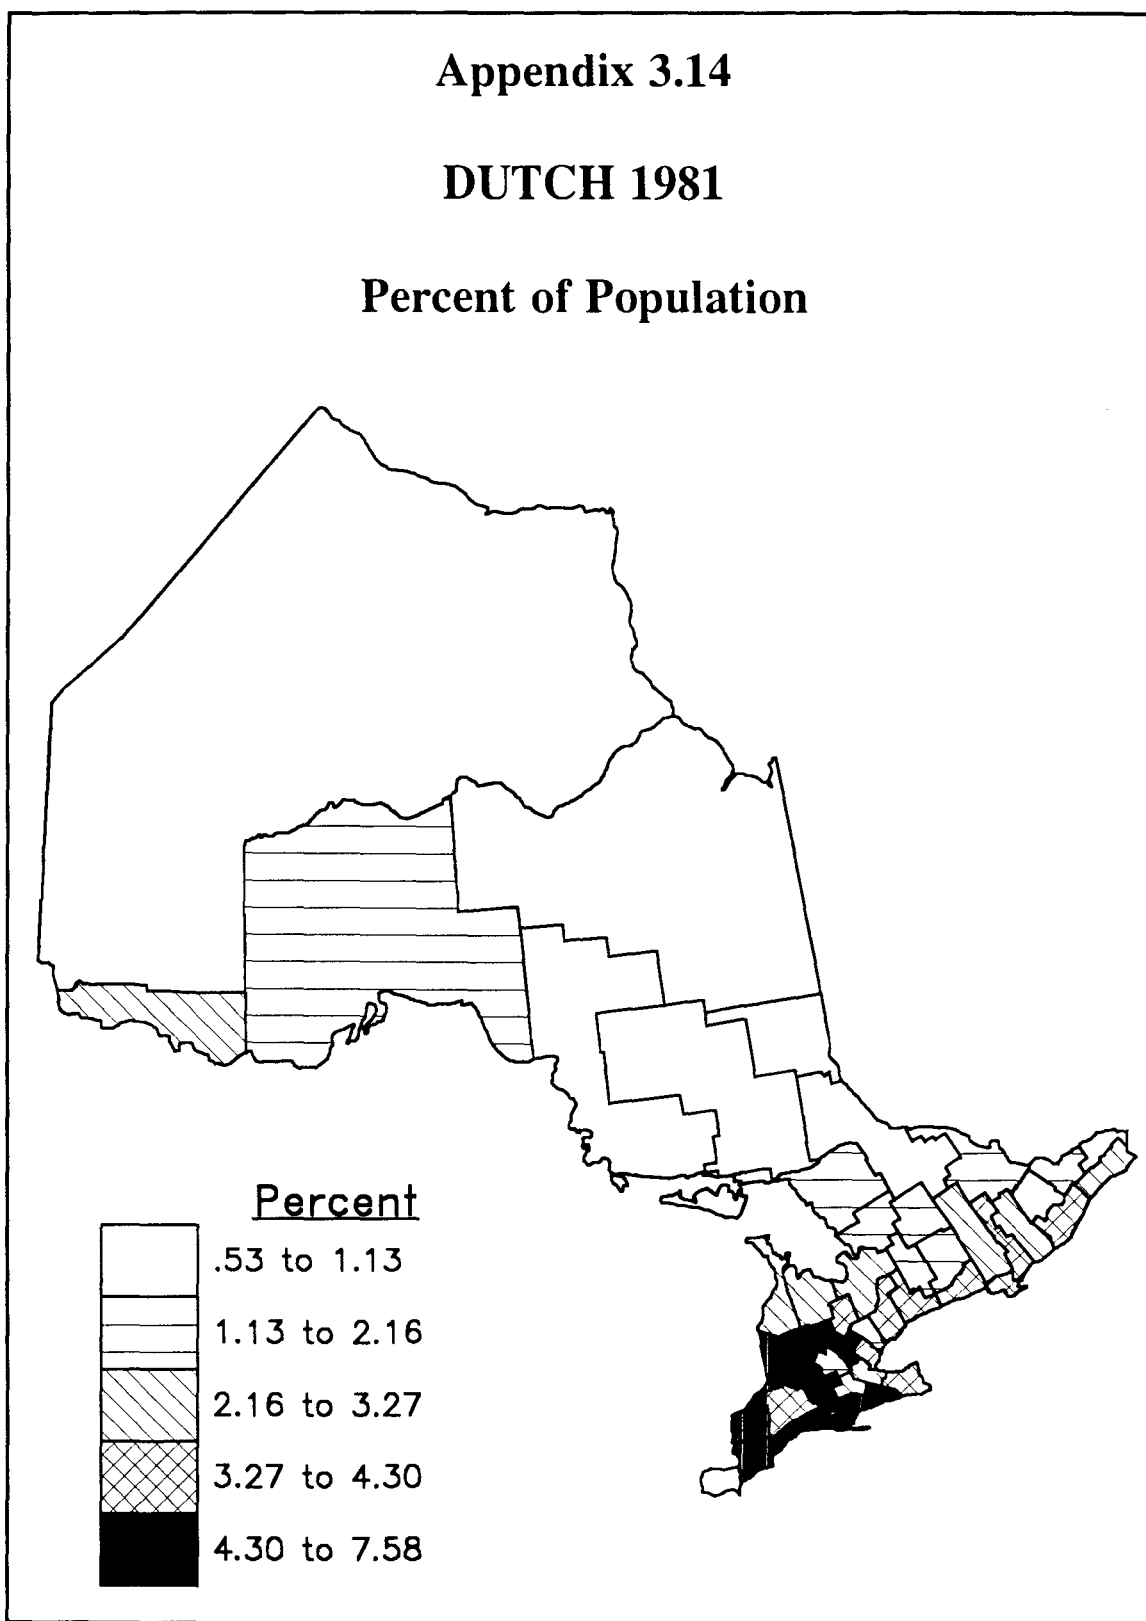 Appendix 3.14
DUTCH 1981
Percent of Population
Percent
.53 to 1.13
1.13 to 2.16
2.16 to 3.27
3.27 to 4.30
4.30 to 7.58